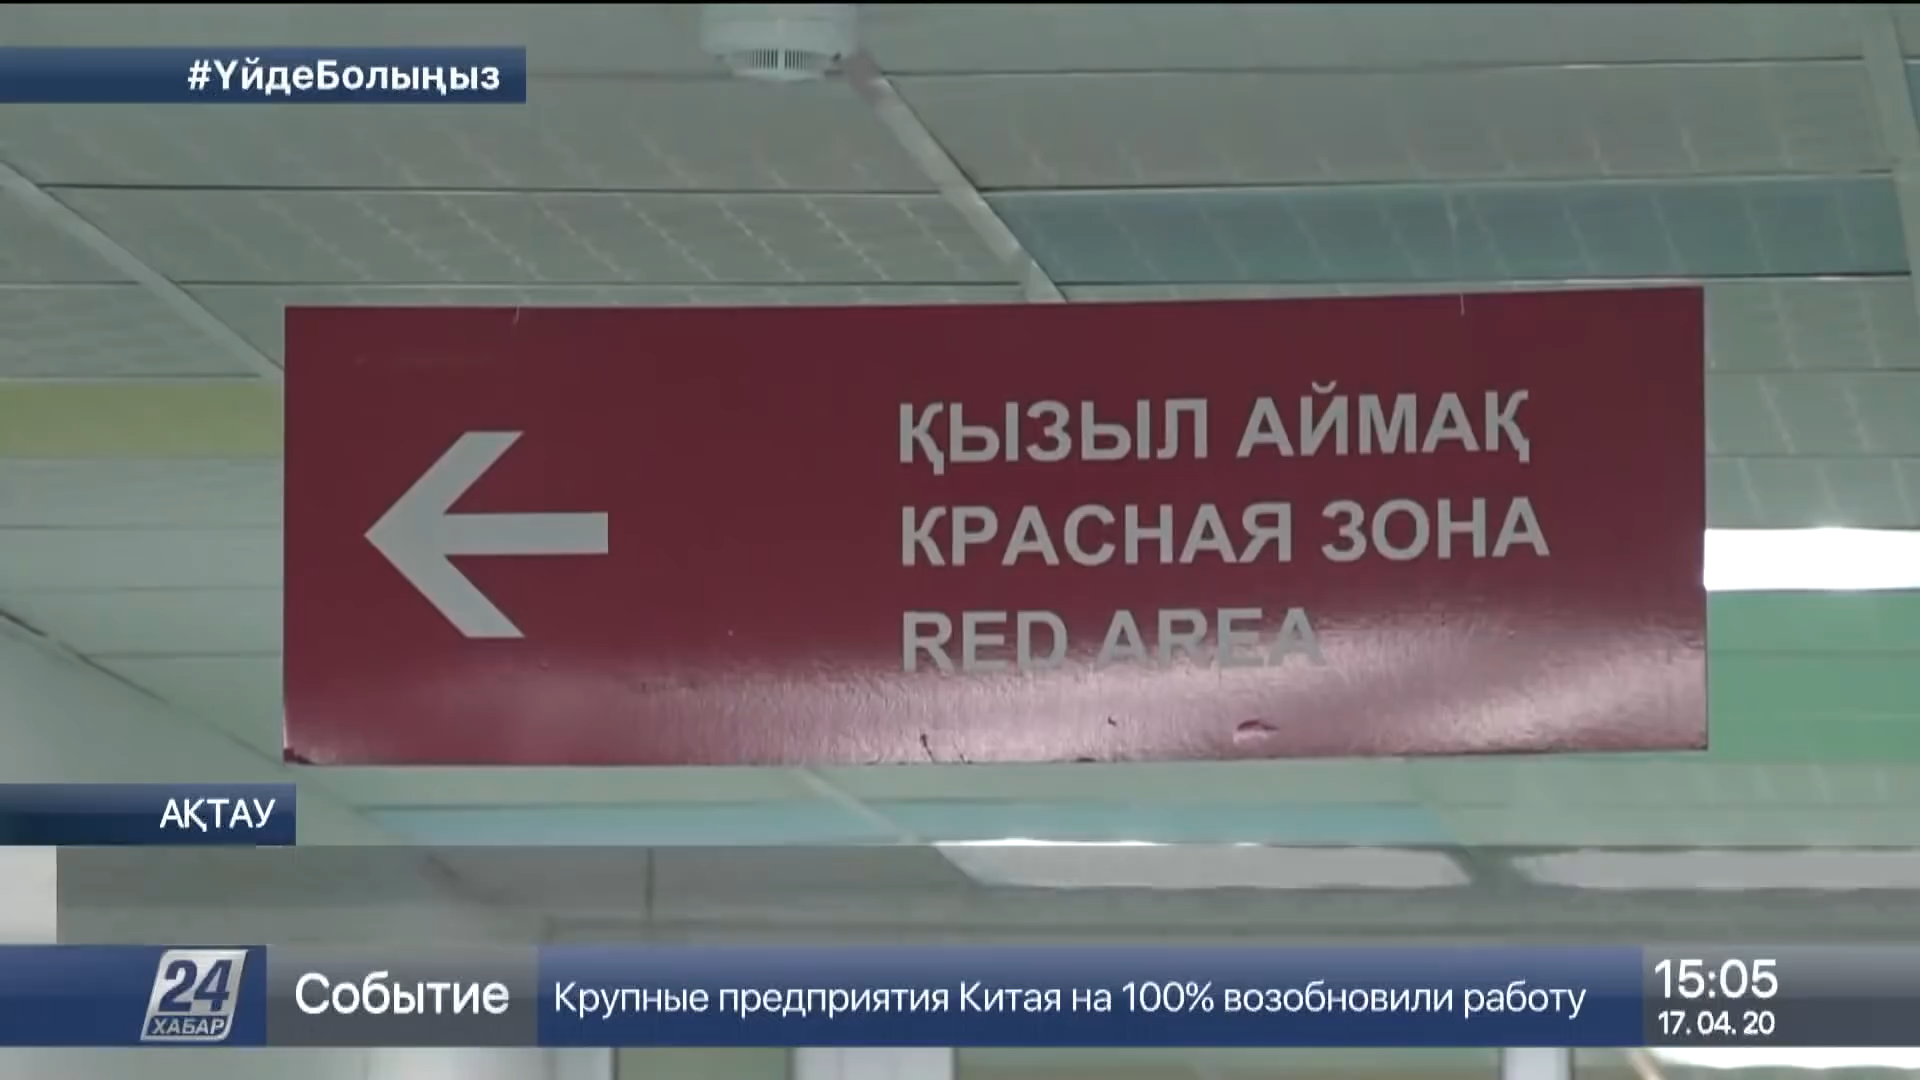 #ҮйдеБолыңыз
ҚЫЗЫЛ АЙМАҚ
КРАСНАЯ ЗОНА
RED AREA
АҚТАУ
24
ХАБАР
Событие
Крупные предприятия Китая на 100% возобновили работу
15:05
17. 04. 20